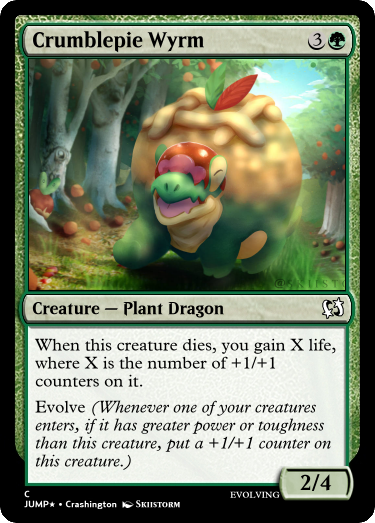 Crumblepie Wyrm 3
Creature — Plant Dragon
When this creature dies, you gain X life,
where X is the number of +1/+1
counters on it.
Evolve (Whenever one of your creatures
enters, if it has greater power or toughness
than this creature, put a +1/+1 counter on
this creature.)
2/4
C
JUMP★ • Crashington SKIISTORM
EVOLVING